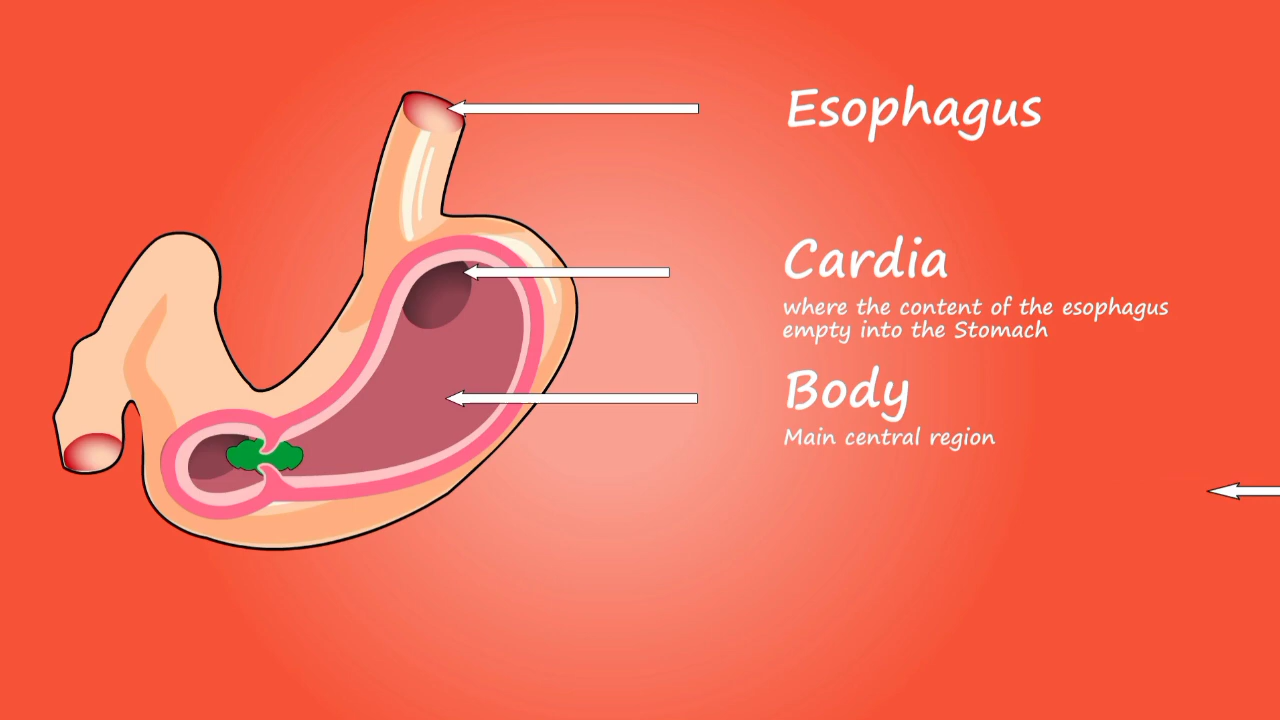 Esophagus
Cardia
where the content of the esophagus
empty into the Stomach
Body
Main central region